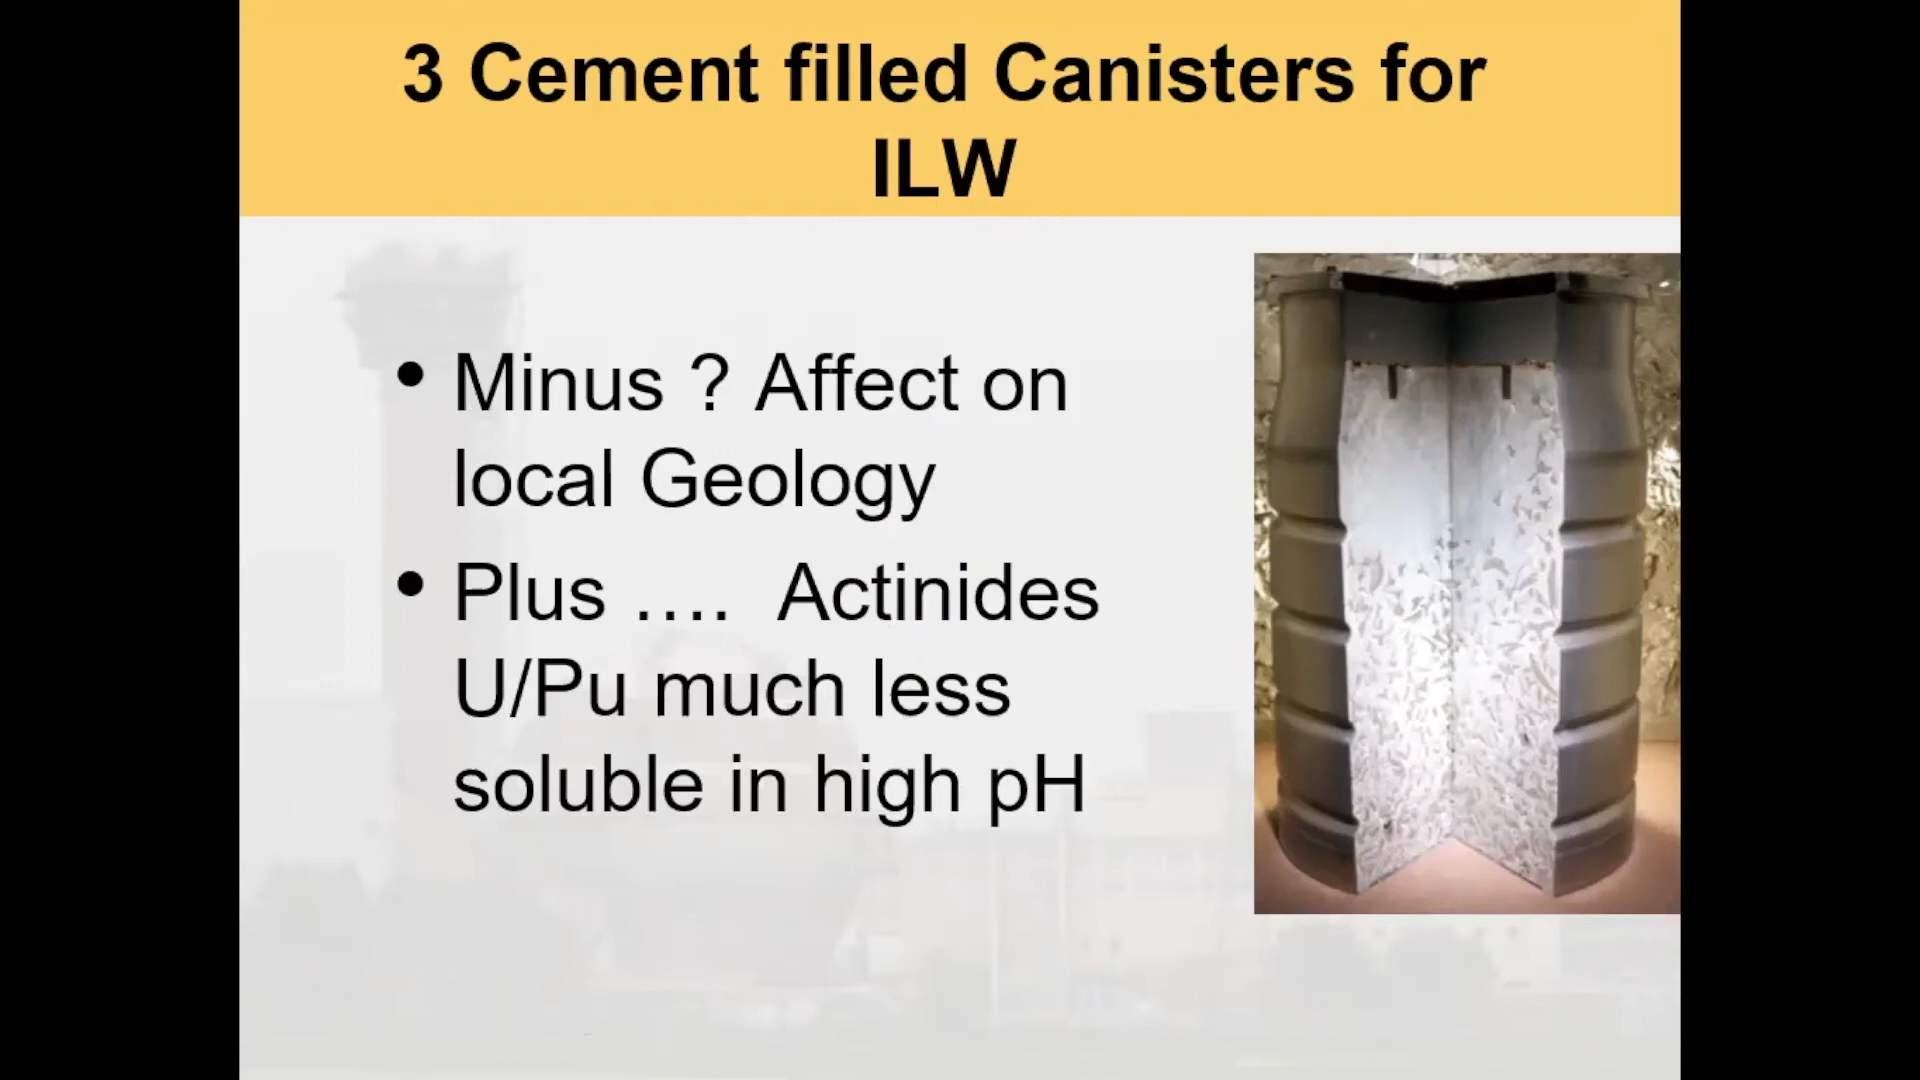 3 Cement filled Canisters for
ILW
• Minus ? Affect on
local Geology
• Plus ….  Actinides
U/Pu much less
soluble in high pH